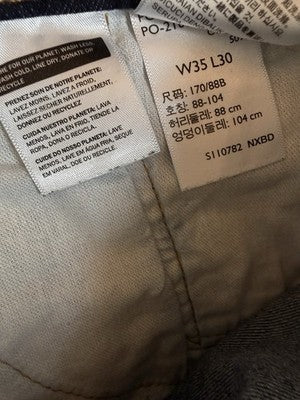 FOR OUR PLANET: WASH LESS,
WASH COLD, LINE DRY, DONATE OR
RECYCLE
PRENEZ SOIN DE NOTRE PLANETE:
LAVEZ MOINS, LAVEZ A FROID,
LAISSEZ SECHER NATURELLEMENT,
DONNEZ OU RECYCLEZ
CUIDA NUESTRO PLANETA: LAVA
MENOS, LAVA EN FRIO, TIENDE LA
ROPA, DONA Y RECICLA
CUIDE DO NOSSO PLANETA: LAVE
MENOS, LAVE EM ÁGUA FRIA, SEQUE
EM VARAL, DOE OU RECICLE
W35 L30
尺码: 170/88B
호칭: 88-104
허리둘레: 88 cm
엉덩이둘레: 104 cm
S110782 NXBD